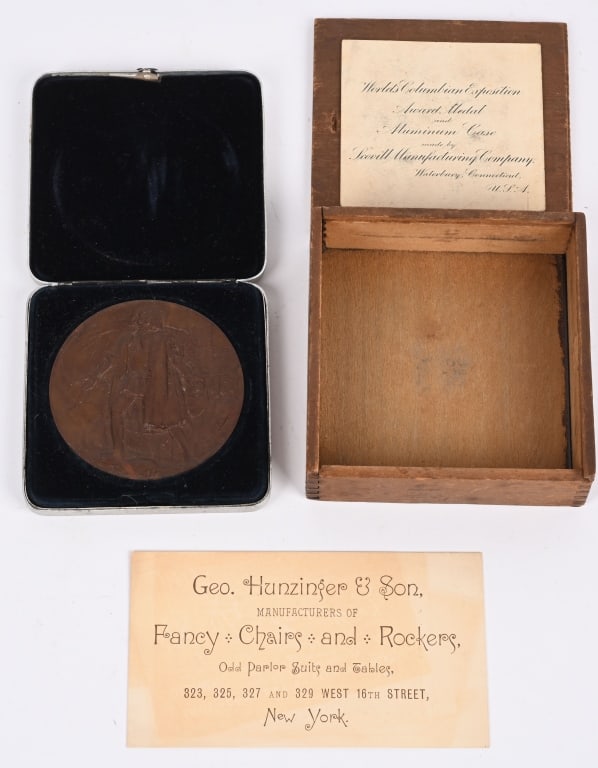 World's Columbian Exposition
Award Medal
and
Aluminum Case
made by
Scovill Manufacturing Company,
Waterbury, Connecticut,
U.S.A.
Geo. Hunzinger & Son,
MANUFACTURERS OF
Fancy Chairs and Rockers,
Odd Parlor Suits and Tables,
323, 325, 327 AND 329 WEST 16TH STREET,
New York.